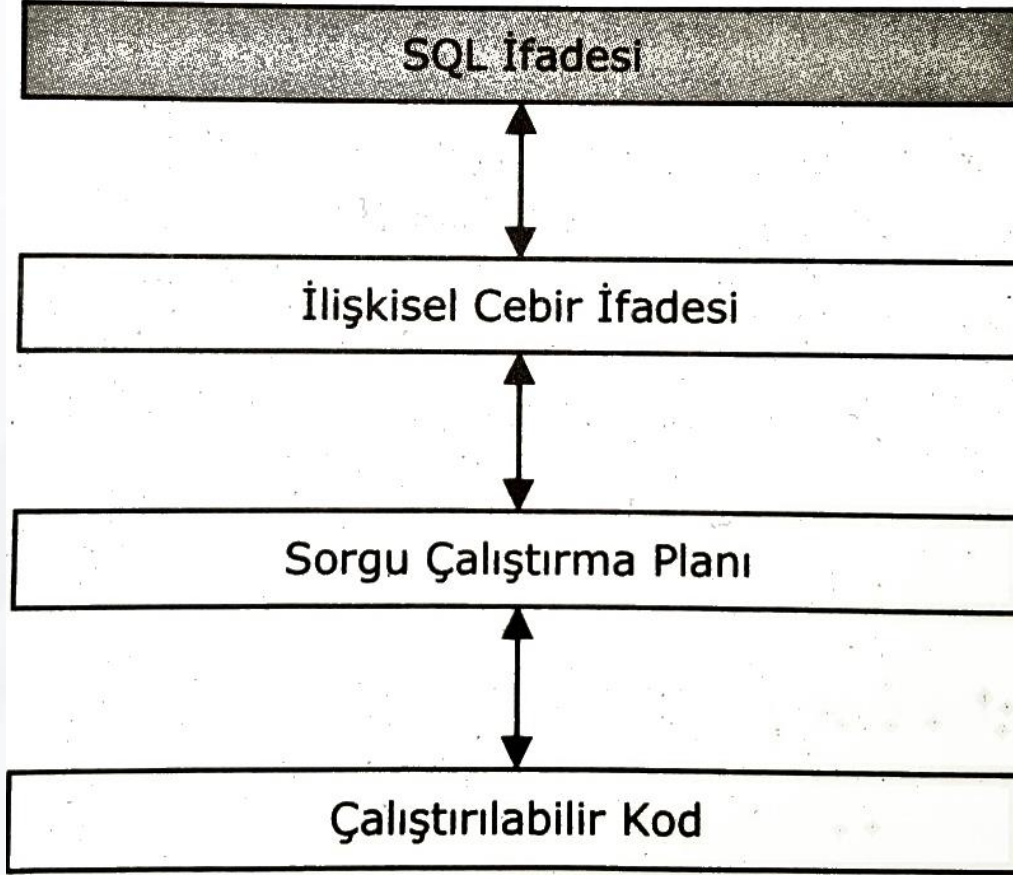 SQL İfadesi
İlişkisel Cebir İfadesi
Sorgu Çalıştırma Planı
Çalıştırılabilir Kod